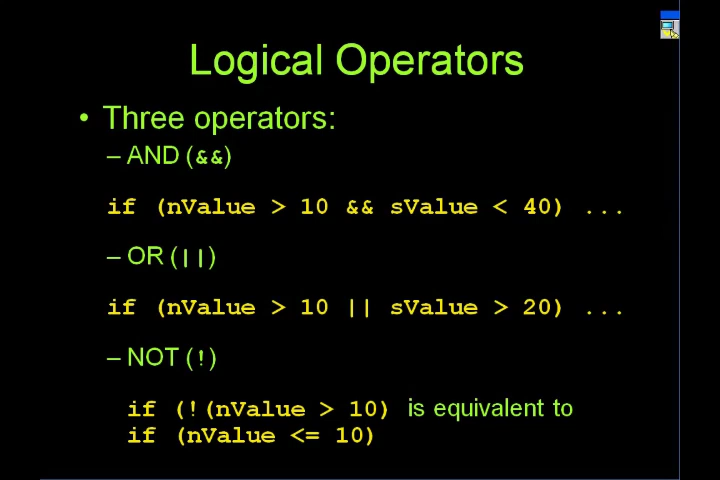 Logical Operators
• Three operators:
– AND (&&)
if (nValue > 10 && sValue < 40) ...
– OR (||)
if (nValue > 10 || sValue > 20) ...
– NOT (!)
if (!(nValue > 10) is equivalent to
if (nValue <= 10)